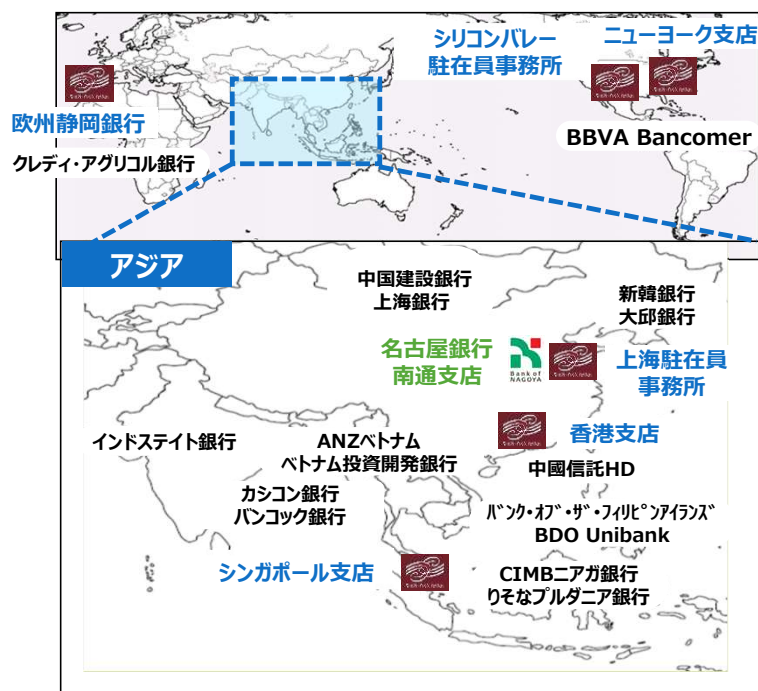 シリコンバレー
駐在員事務所
ニューヨーク支店
欧州静岡銀行
クレディ・アグリコル銀行
BBVA Bancomer
アジア
中国建設銀行
上海銀行
新韓銀行
大邱銀行
名古屋銀行
南通支店
Bank of
NAGOYA
上海駐在員
事務所
香港支店
インドステイト銀行
ANZベトナム
ベトナム投資開発銀行
中國信託HD
カシコン銀行
バンコック銀行
バンク・オブ・ザ・フィリピンアイランズ
BDO Unibank
シンガポール支店
CIMBニアガ銀行
りそなプルダニア銀行